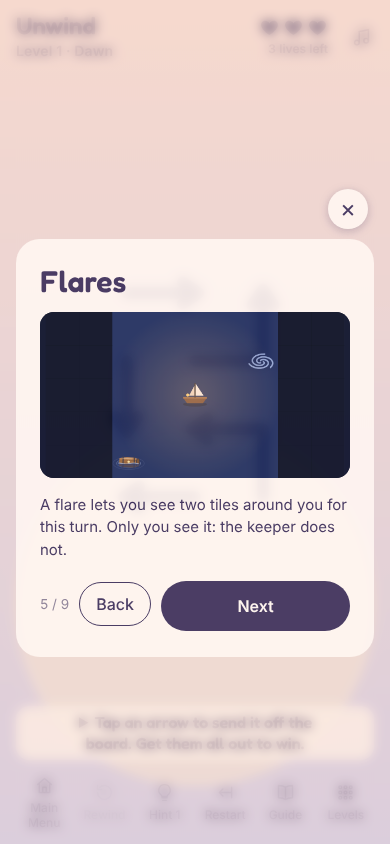 Unwind
Level 1 · Dawn
3 lives left
Flares
A flare lets you see two tiles around you for
this turn. Only you see it: the keeper does
not.
5 / 9
Back
Next
Tap an arrow to send it off the
board. Get them all out to win.
Main
Menu
Restart
Guide
Levels